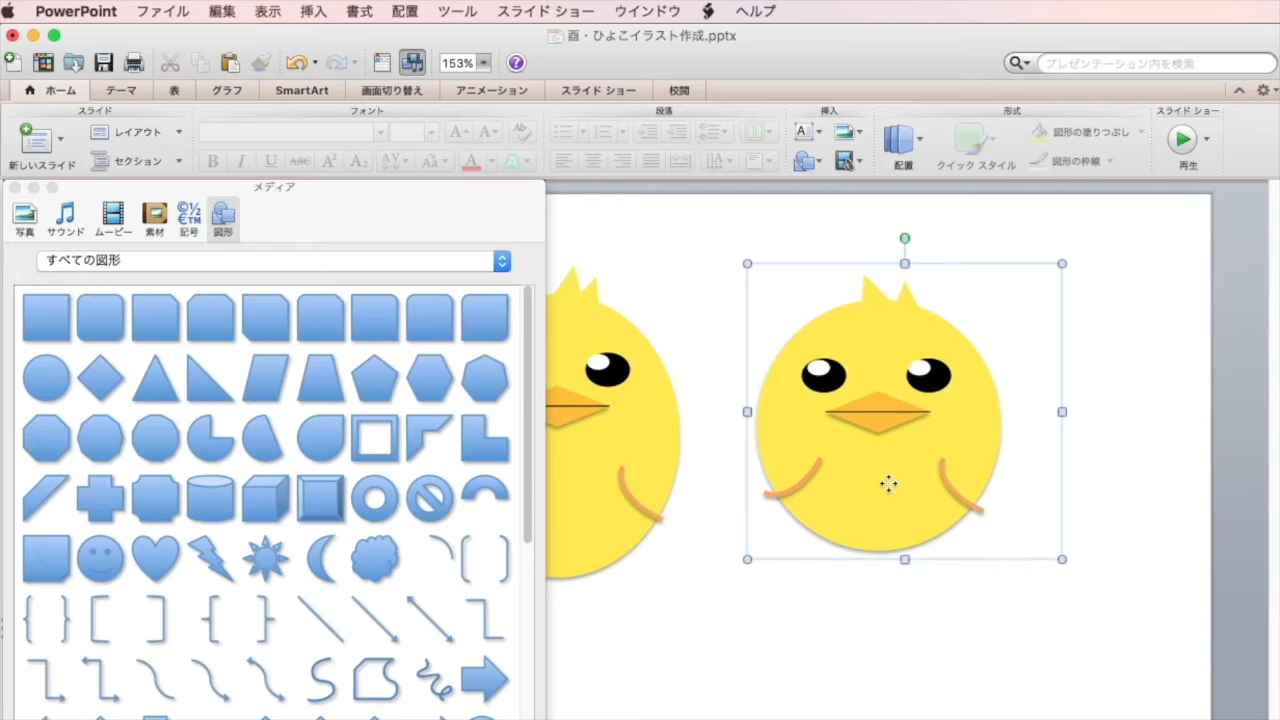 PowerPoint ファイル 編集 表示 挿入 書式 配置 ツール スライド ショー ウインドウ ヘルプ
酉・ひよこイラスト作成.pptx
153% ? プレゼンテーション内を検索
ホーム テーマ 表 グラフ SmartArt 画面切り替え アニメーション スライド ショー 校閲
スライド フォント 段落 挿入 形式 スライド ショー
レイアウト A A A 図形の塗りつぶし
新しいスライド セクション B I U ABC A² A₂ AV Aa A A 配置 クイック スタイル 図形の枠線 再生
メディア
写真 サウンド ムービー 素材 記号 図形
すべての図形